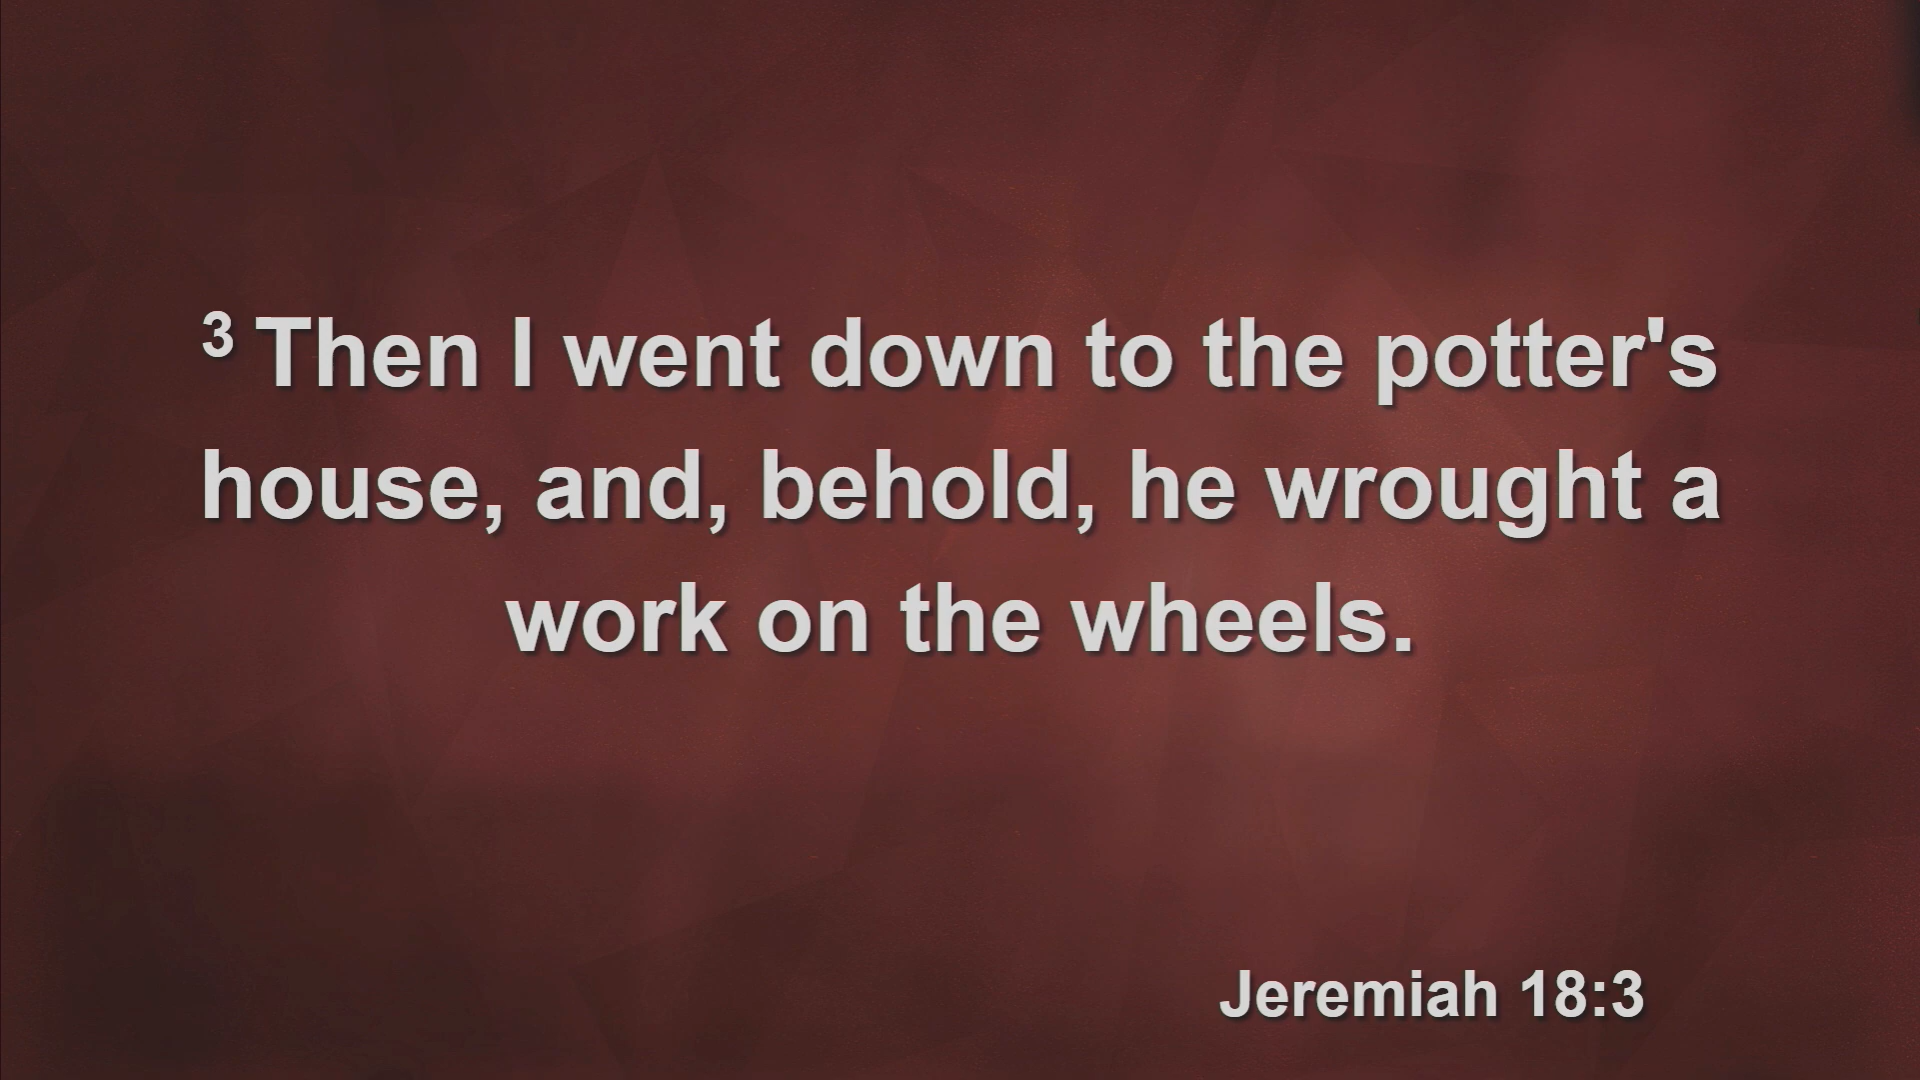 3 Then I went down to the potter's
house, and, behold, he wrought a
work on the wheels.
Jeremiah 18:3